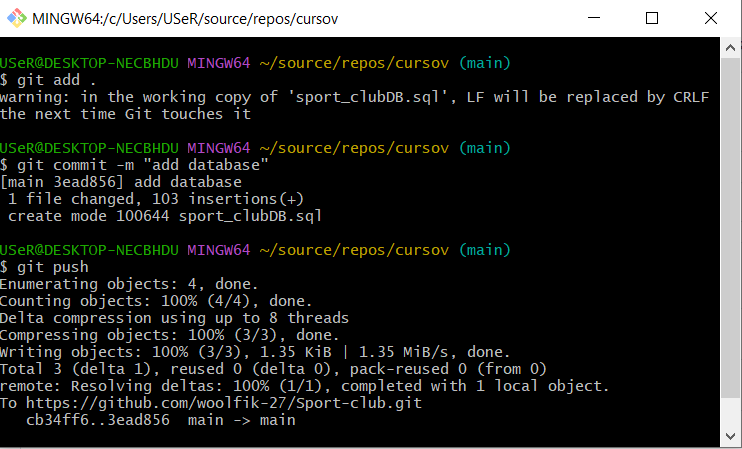 MINGW64:/c/Users/USeR/source/repos/cursov
USeR@DESKTOP-NECBHDU MINGW64 ~/source/repos/cursov (main)
$ git add .
warning: in the working copy of 'sport_clubDB.sql', LF will be replaced by CRLF
the next time Git touches it
USeR@DESKTOP-NECBHDU MINGW64 ~/source/repos/cursov (main)
$ git commit -m "add database"
[main 3ead856] add database
1 file changed, 103 insertions(+)
create mode 100644 sport_clubDB.sql
USeR@DESKTOP-NECBHDU MINGW64 ~/source/repos/cursov (main)
$ git push
Enumerating objects: 4, done.
Counting objects: 100% (4/4), done.
Delta compression using up to 8 threads
Compressing objects: 100% (3/3), done.
Writing objects: 100% (3/3), 1.35 KiB | 1.35 MiB/s, done.
Total 3 (delta 1), reused 0 (delta 0), pack-reused 0 (from 0)
remote: Resolving deltas: 100% (1/1), completed with 1 local object.
To https://github.com/woolfik-27/Sport-club.git
cb34ff6..3ead856  main -> main